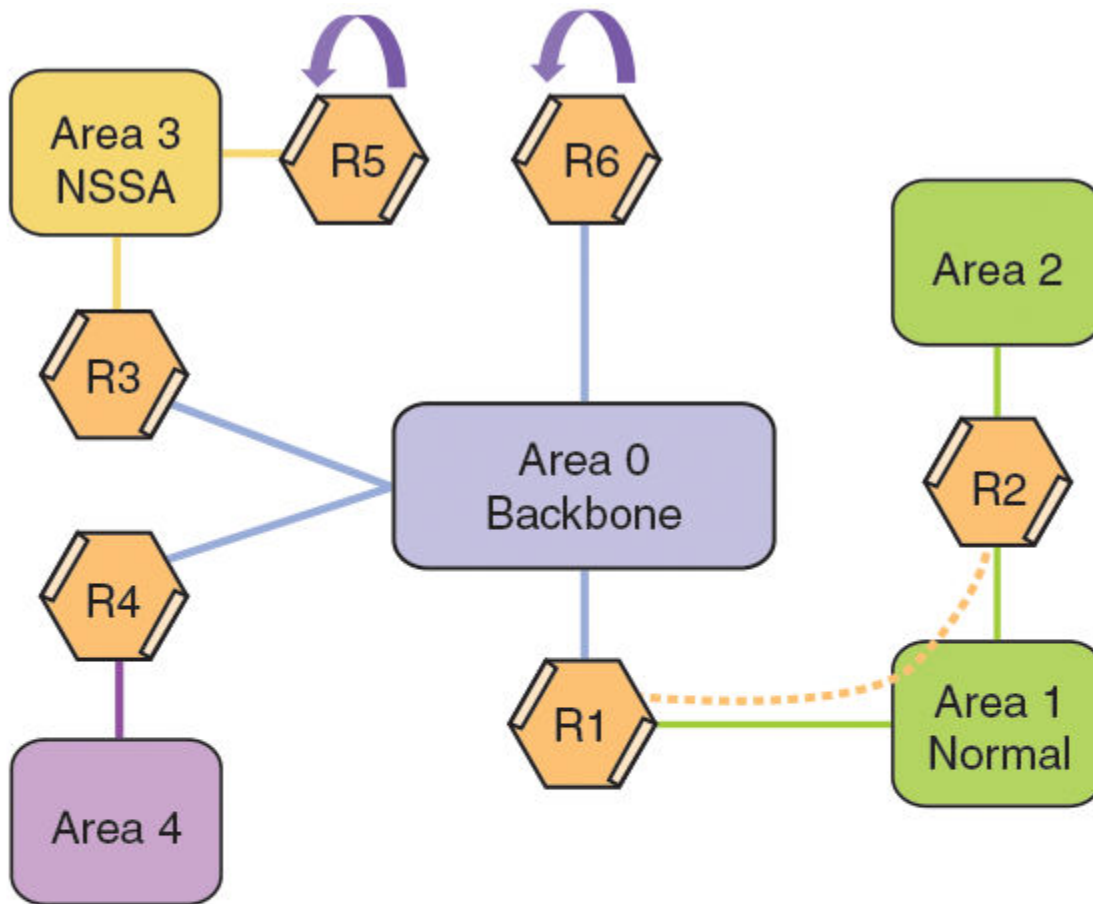 Area 3
NSSA
R5
R6
Area 2
R3
Area 0
Backbone
R2
R4
R1
Area 1
Normal
Area 4